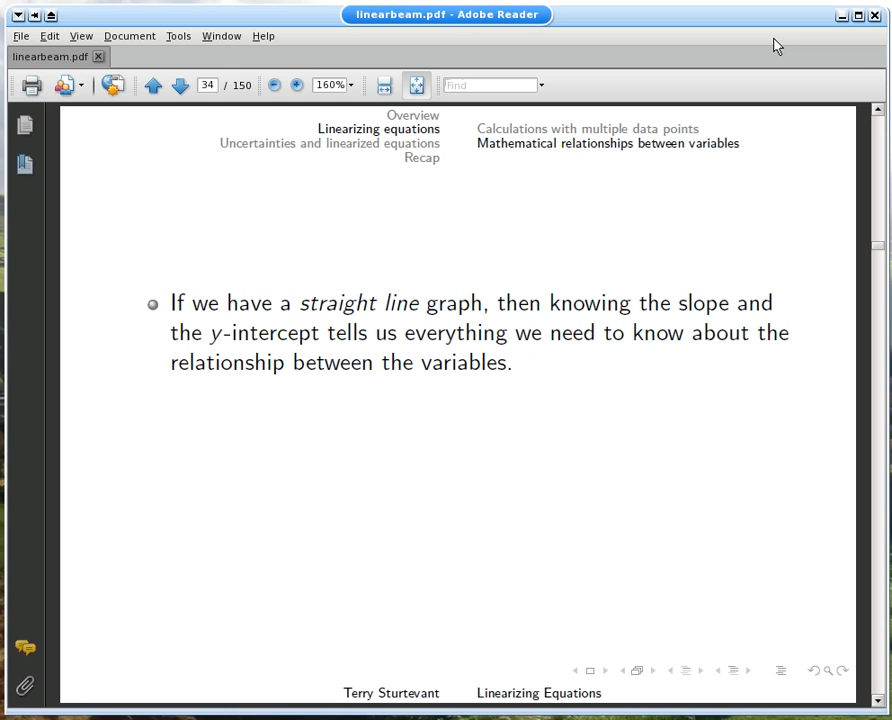 linearbeam.pdf - Adobe Reader
File Edit View Document Tools Window Help
linearbeam.pdf
34 / 150 160% Find
Overview
Linearizing equations
Uncertainties and linearized equations
Recap
Calculations with multiple data points
Mathematical relationships between variables
If we have a straight line graph, then knowing the slope and
the y-intercept tells us everything we need to know about the
relationship between the variables.
Terry Sturtevant Linearizing Equations